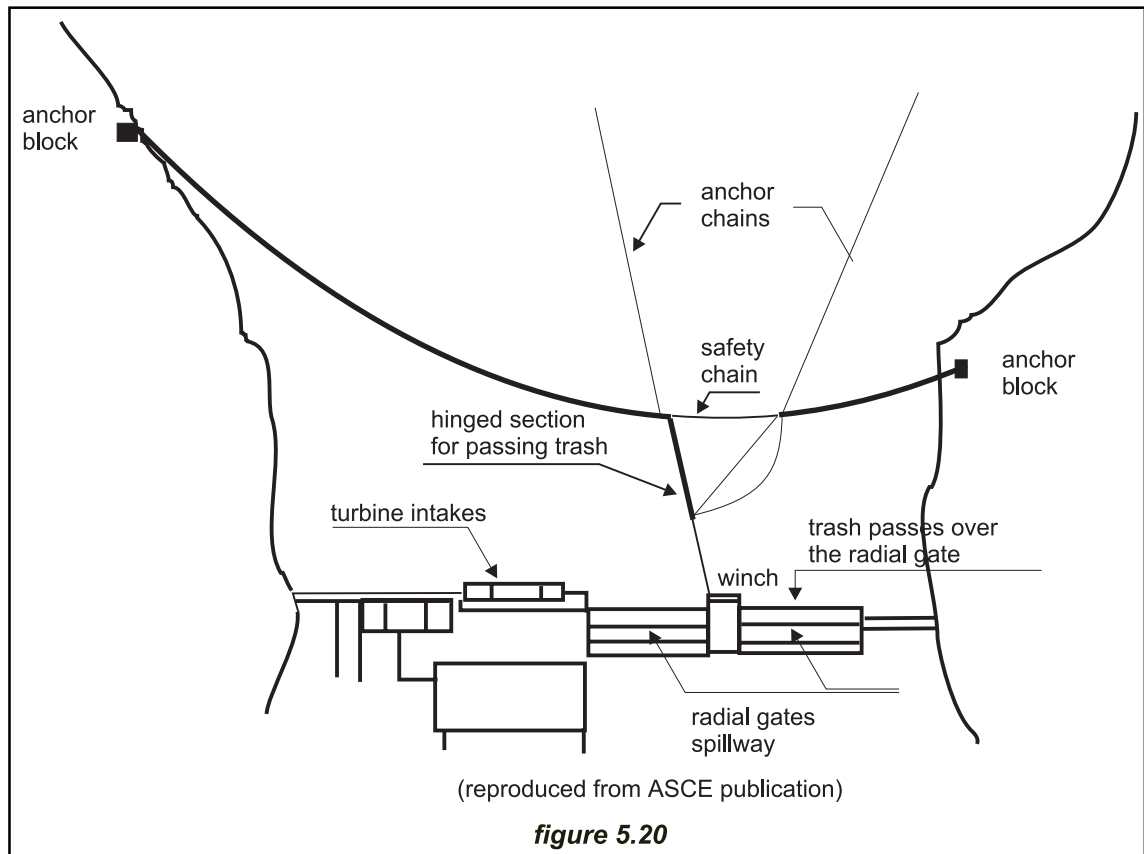 anchor
block
anchor
chains
safety
chain
anchor
block
hinged section
for passing trash
turbine intakes
trash passes over
the radial gate
winch
radial gates
spillway
(reproduced from ASCE publication)
figure 5.20